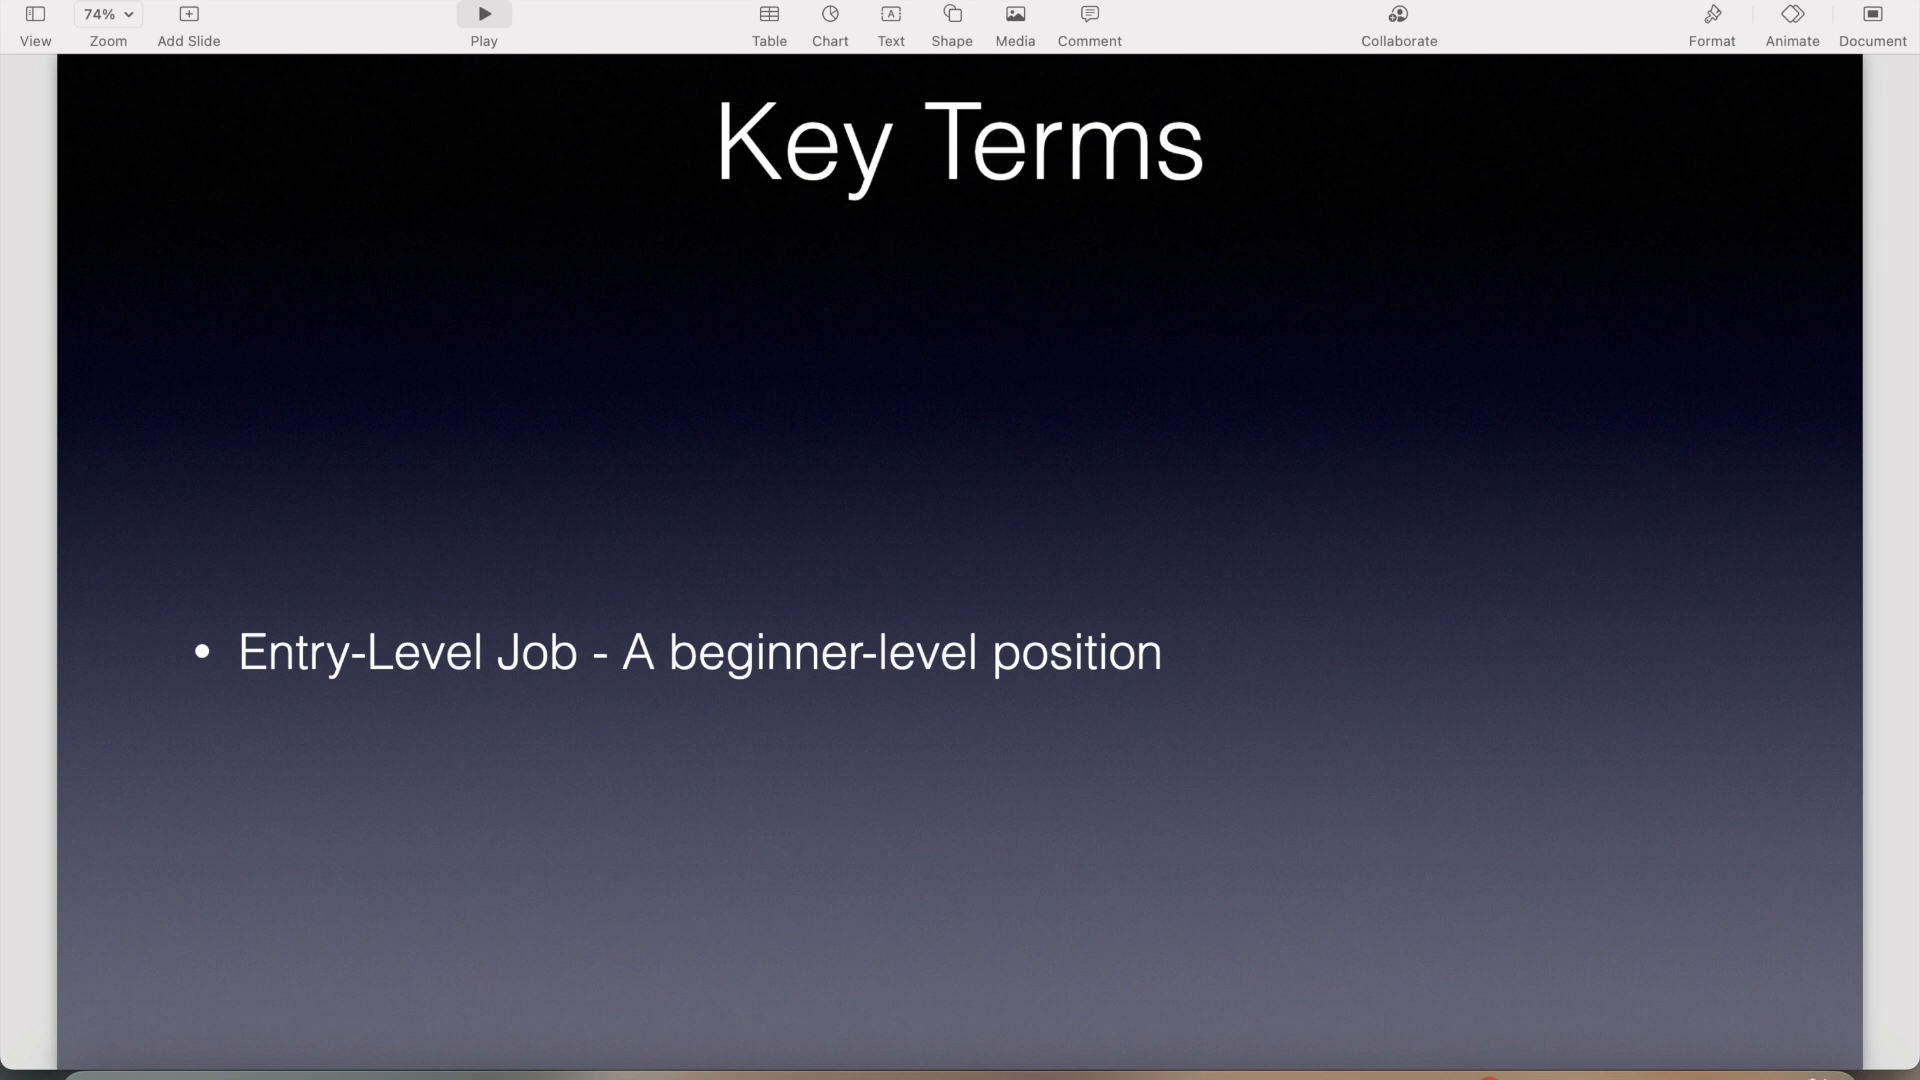 74%
View Zoom Add Slide Play Table Chart Text Shape Media Comment Collaborate Format Animate Document
Key Terms
• Entry-Level Job - A beginner-level position